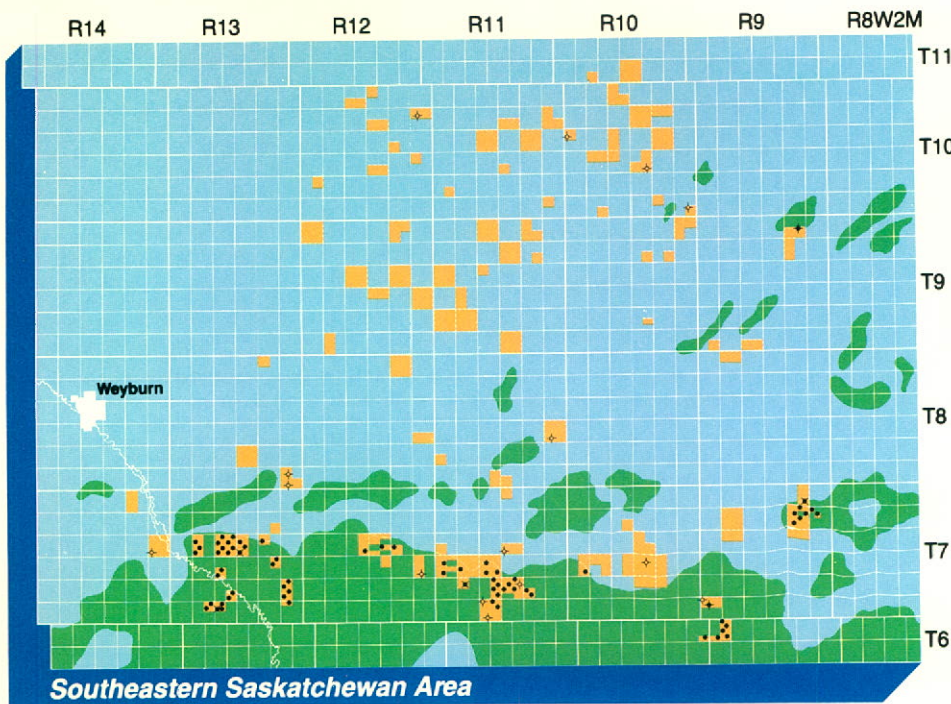 R14 R13 R12 R11 R10 R9 R8W2M
T11
T10
T9
Weyburn
T8
T7
T6
Southeastern Saskatchewan Area